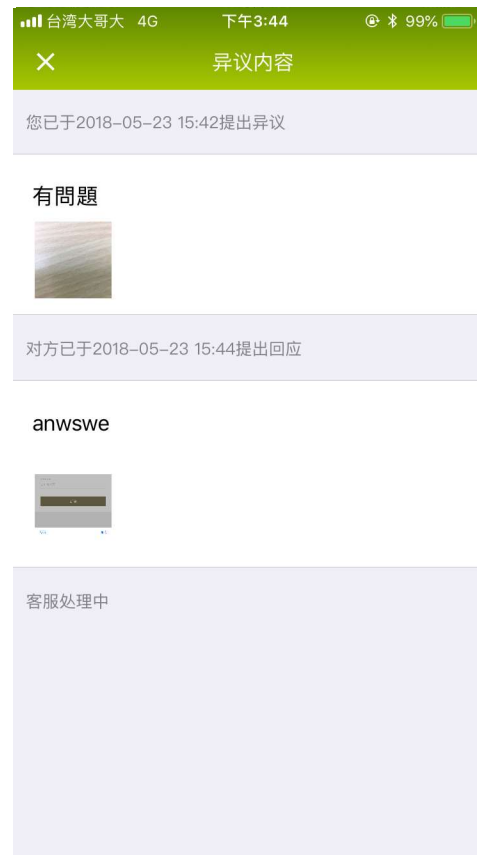 台湾大哥大 4G 下午3:44 99%
异议内容
您已于2018-05-23 15:42提出异议
有問題
对方已于2018-05-23 15:44提出回应
anwswe
客服处理中